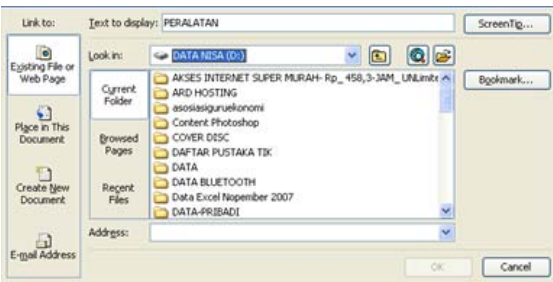 Link to:
Text to display: PERALATAN
ScreenTip...
Existing File or
Web Page
Look in: DATA NISA (D:)
Bookmark...
Current
Folder
AKSES INTERNET SUPER MURAH- Rp_ 458,3-JAM_ UNLimite
ARD HOSTING
asosiasiguruekonomi
Content Photoshop
Place in This
Document
Browsed
Pages
COVER DISC
DAFTAR PUSTAKA TIK
DATA
DATA BLUETOOTH
Create New
Document
Recent
Files
Data Excel Nopember 2007
DATA-PRIBADI
E-mail Address
Address:
OK
Cancel